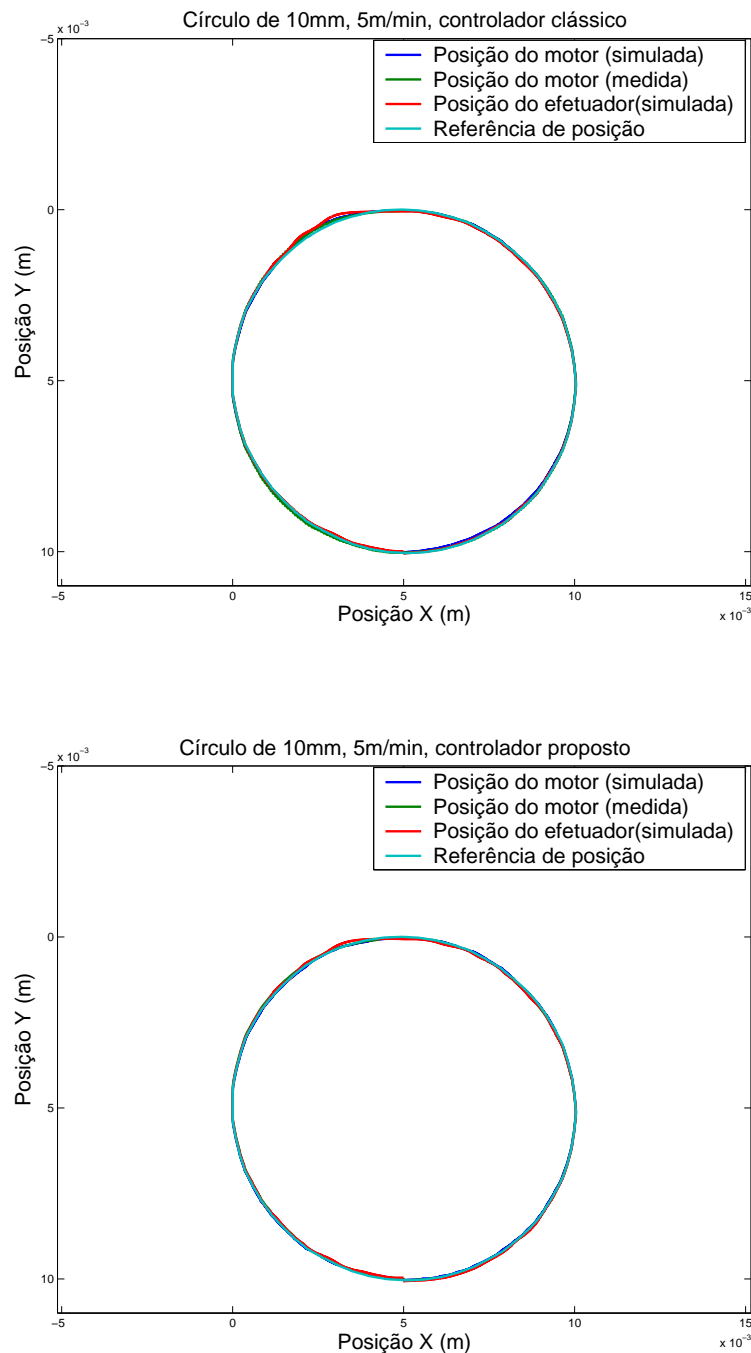 Círculo de 10mm, 5m/min, controlador clássico
x 10⁻³
−5
Posição do motor (simulada)
Posição do motor (medida)
Posição do efetuador(simulada)
Referência de posição
0
Posição Y (m)
5
10
−5
0
5
10
15
Posição X (m)
x 10⁻³
Círculo de 10mm, 5m/min, controlador proposto
x 10⁻³
−5
Posição do motor (simulada)
Posição do motor (medida)
Posição do efetuador(simulada)
Referência de posição
0
Posição Y (m)
5
10
−5
0
5
10
15
Posição X (m)
x 10⁻³